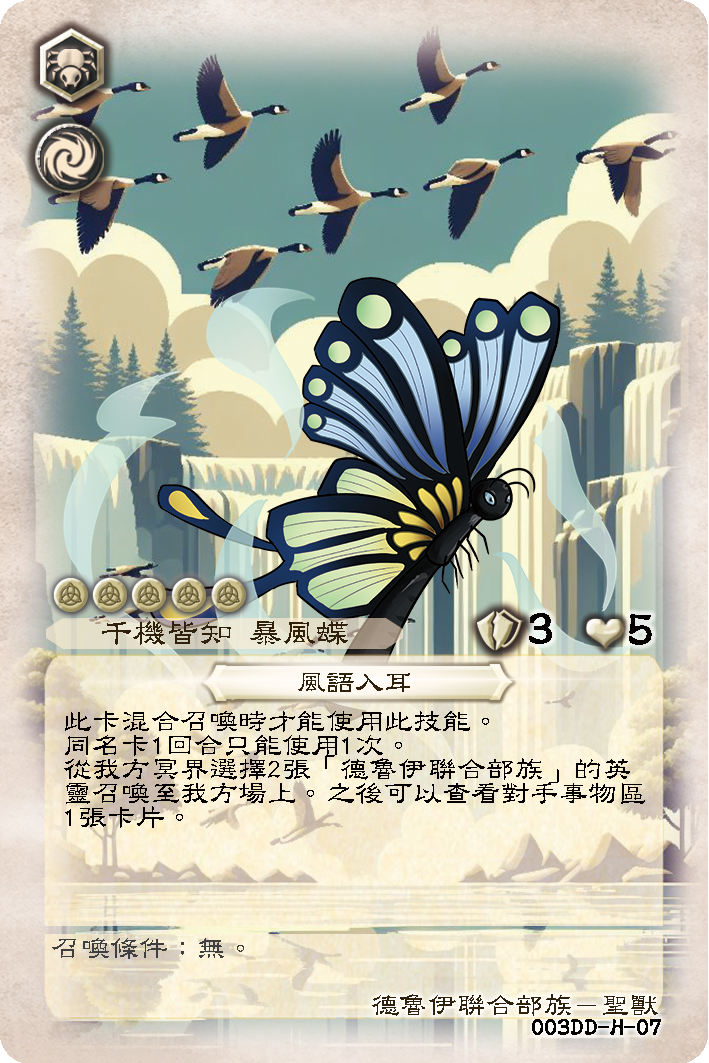 千機皆知 暴風蝶
3
5
風語入耳
此卡混合召喚時才能使用此技能。
同名卡1回合只能使用1次。
從我方冥界選擇2張「德魯伊聯合部族」的英
靈召喚至我方場上。之後可以查看對手事物區
1張卡片。
召喚條件：無。
德魯伊聯合部族－聖獸
003DD-H-07